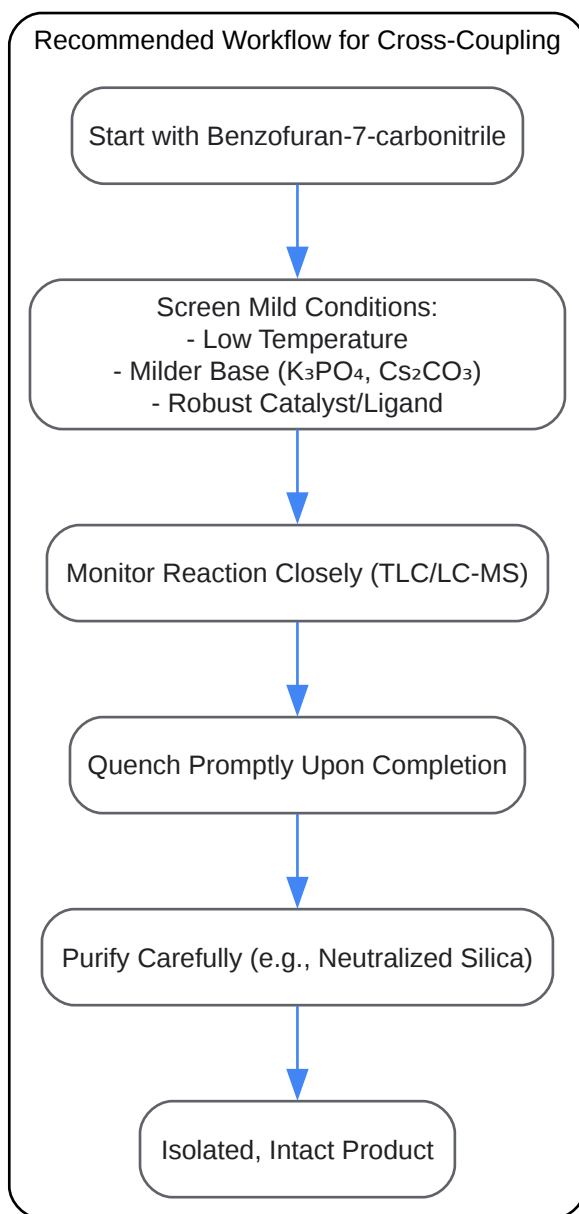 Recommended Workflow for Cross-Coupling
Start with Benzofuran-7-carbonitrile
Screen Mild Conditions:
- Low Temperature
- Milder Base (K₃PO₄, Cs₂CO₃)
- Robust Catalyst/Ligand
Monitor Reaction Closely (TLC/LC-MS)
Quench Promptly Upon Completion
Purify Carefully (e.g., Neutralized Silica)
Isolated, Intact Product